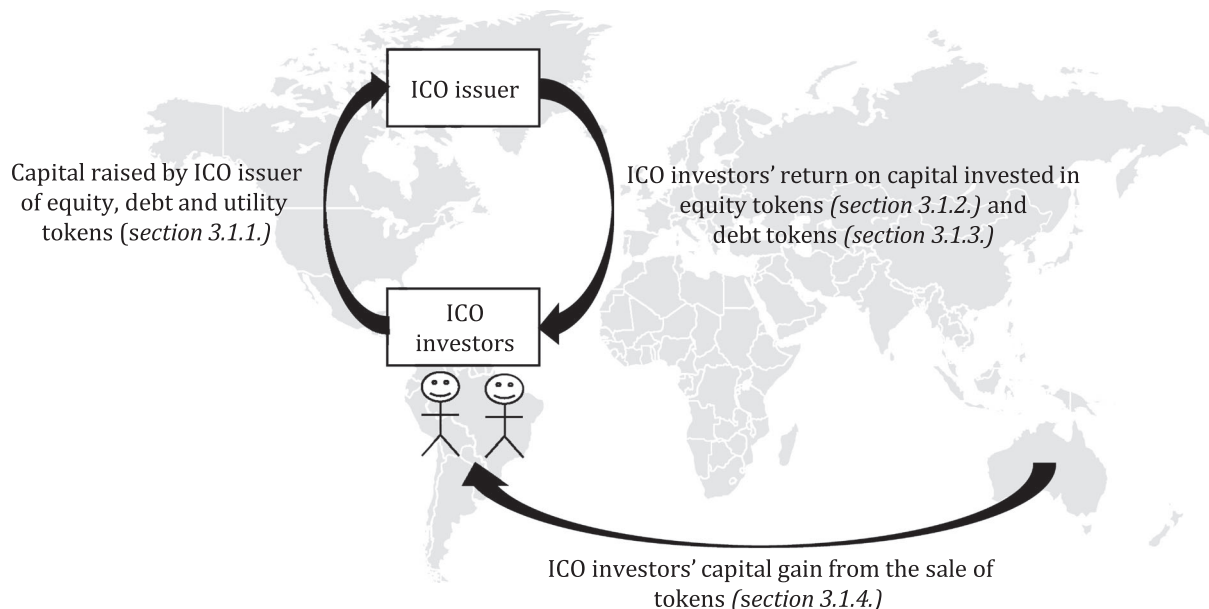 ICO issuer
Capital raised by ICO issuer
of equity, debt and utility
tokens (section 3.1.1.)
ICO investors’ return on capital invested in
equity tokens (section 3.1.2.) and
debt tokens (section 3.1.3.)
ICO
investors
ICO investors’ capital gain from the sale of
tokens (section 3.1.4.)